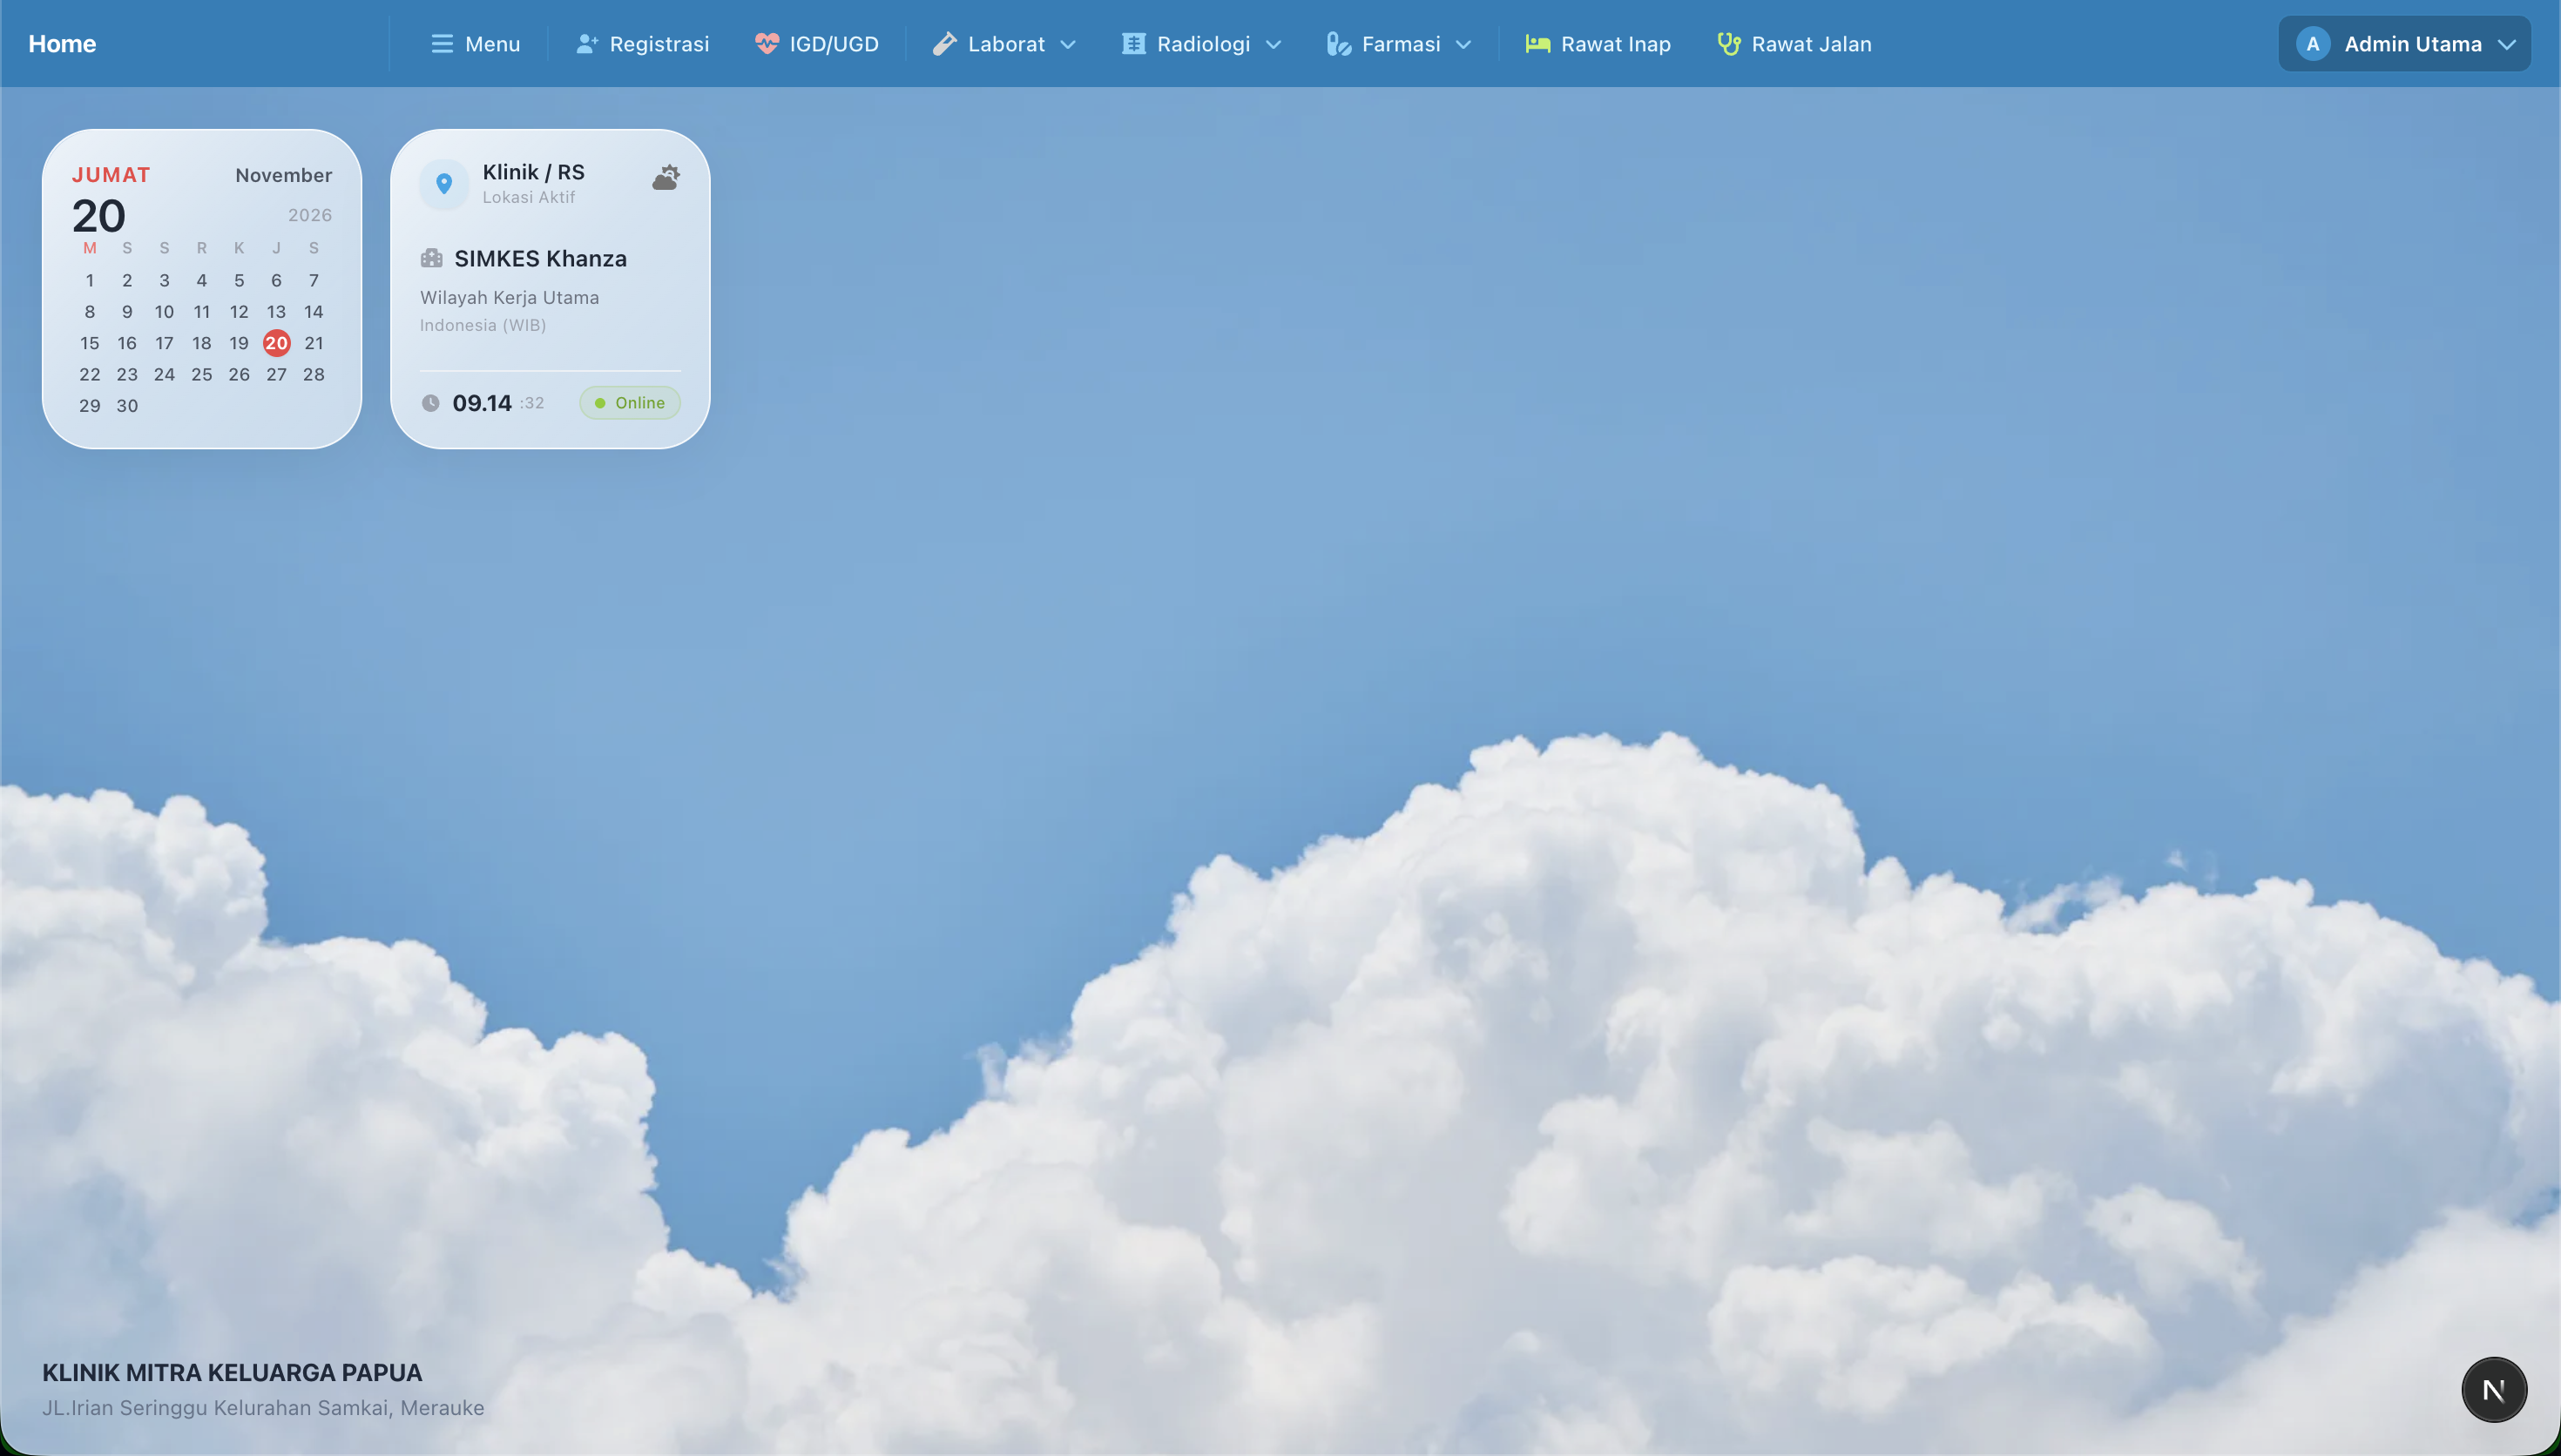 Home
Menu
Registrasi
IGD/UGD
Laborat
Radiologi
Farmasi
Rawat Inap
Rawat Jalan
A
Admin Utama
JUMAT
November
20
2026
M S S R K J S
1 2 3 4 5 6 7
8 9 10 11 12 13 14
15 16 17 18 19 20 21
22 23 24 25 26 27 28
29 30
Klinik / RS
Lokasi Aktif
SIMKES Khanza
Wilayah Kerja Utama
Indonesia (WIB)
09.14 :32
Online
KLINIK MITRA KELUARGA PAPUA
JL.Irian Seringgu Kelurahan Samkai, Merauke
N